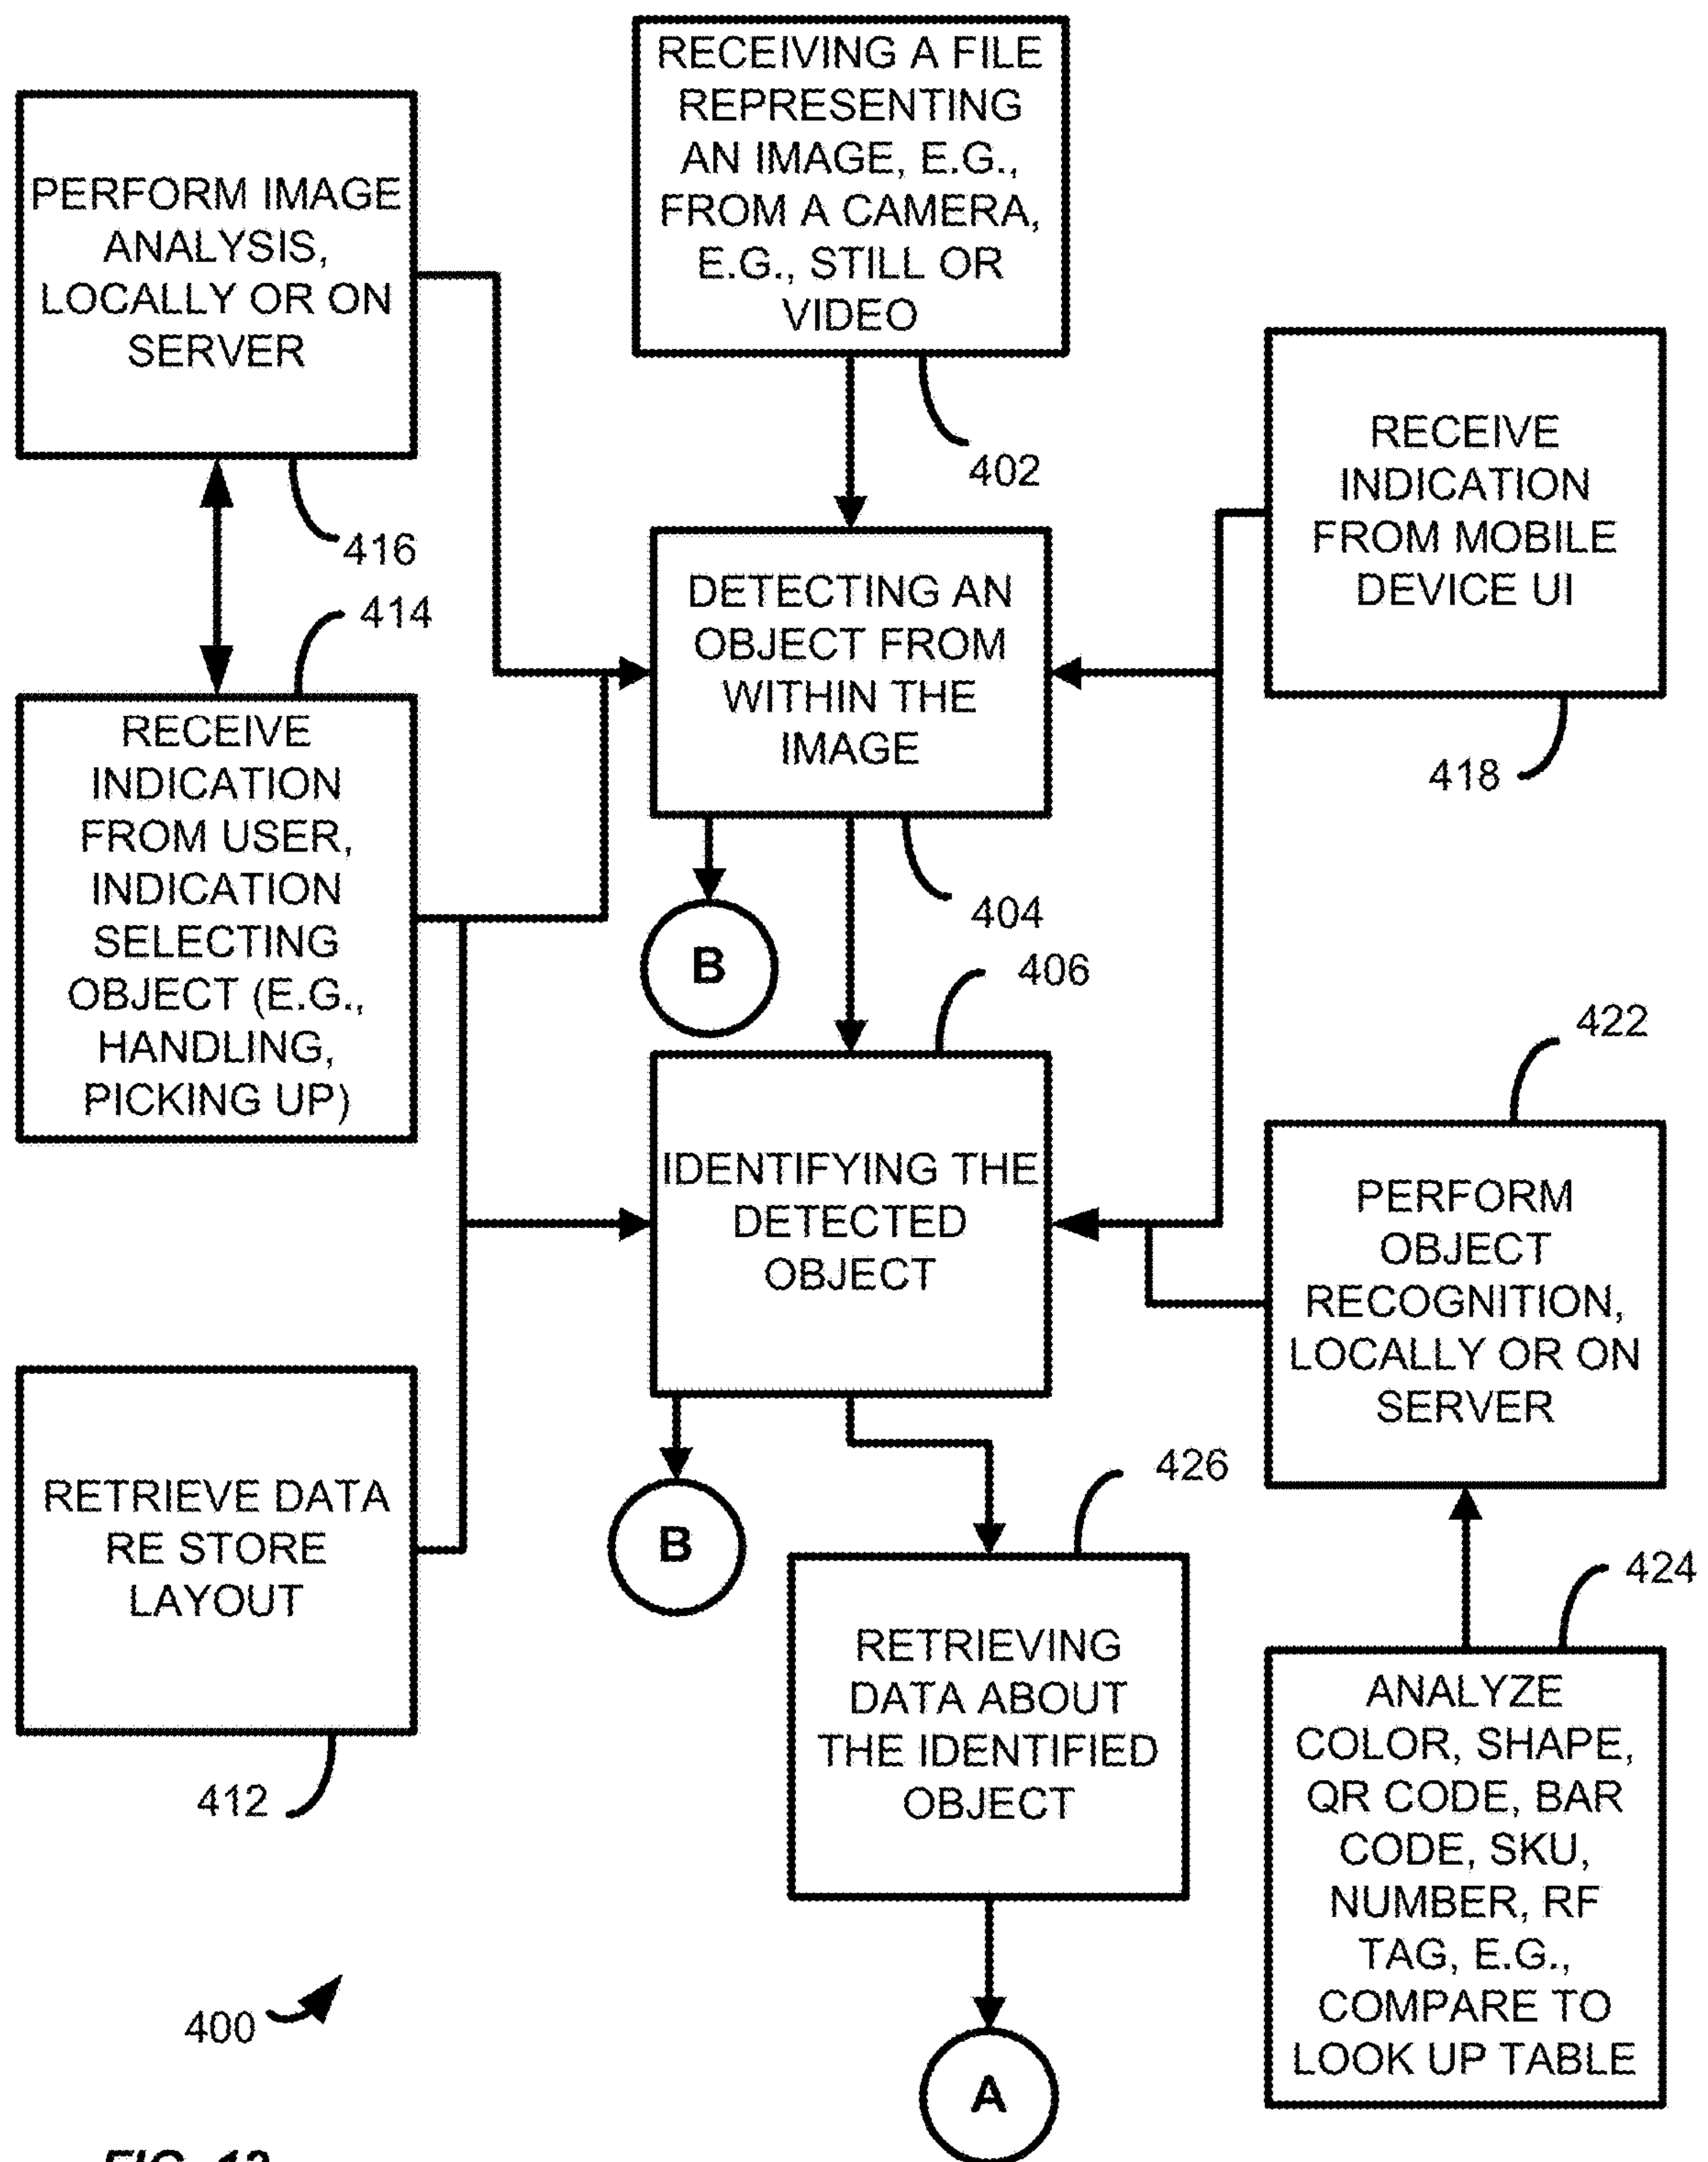 RECEIVING A FILE
REPRESENTING
AN IMAGE, E.G.,
FROM A CAMERA,
E.G., STILL OR
VIDEO
402
PERFORM IMAGE
ANALYSIS,
LOCALLY OR ON
SERVER
416
RECEIVE
INDICATION
FROM MOBILE
DEVICE UI
418
DETECTING AN
OBJECT FROM
WITHIN THE
IMAGE
404
B
414
RECEIVE
INDICATION
FROM USER,
INDICATION
SELECTING
OBJECT (E.G.,
HANDLING,
PICKING UP)
406
IDENTIFYING THE
DETECTED
OBJECT
B
422
PERFORM
OBJECT
RECOGNITION,
LOCALLY OR ON
SERVER
RETRIEVE DATA
RE STORE
LAYOUT
412
426
RETRIEVING
DATA ABOUT
THE IDENTIFIED
OBJECT
A
424
ANALYZE
COLOR, SHAPE,
QR CODE, BAR
CODE, SKU,
NUMBER, RF
TAG, E.G.,
COMPARE TO
LOOK UP TABLE
400